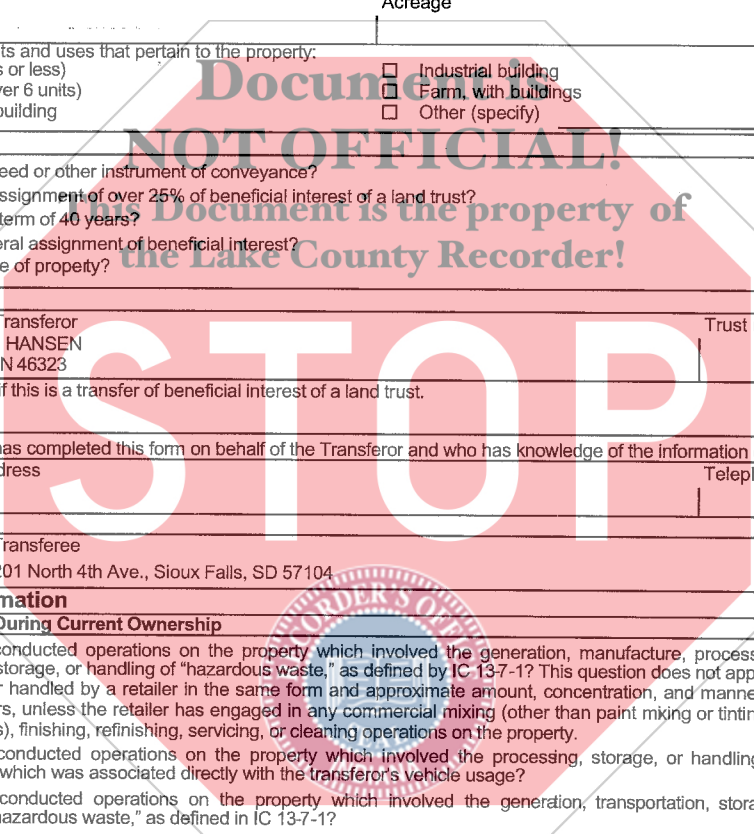 Acreage
ts and uses that pertain to the property:
s or less)
☐ Industrial building
er 6 units)
☐ Farm, with buildings
building
☐ Other (specify)
Document is
NOT OFFICIAL!
eed or other instrument of conveyance?
ssignment of over 25% of beneficial interest of a land trust?
This Document is the property of
term of 40 years?
eral assignment of beneficial interest?
the Lake County Recorder!
e of property?
ransferor
Trust
HANSEN
N 46323
if this is a transfer of beneficial interest of a land trust.
STOP
has completed this form on behalf of the Transferor and who has knowledge of the information
dress
Telepl
ransferee
201 North 4th Ave., Sioux Falls, SD 57104
mation
During Current Ownership
RECORDER'S OFFICE
conducted operations on the property which involved the generation, manufacture, process
storage, or handling of “hazardous waste,” as defined by IC 13-7-1? This question does not app
r handled by a retailer in the same form and approximate amount, concentration, and manne
rs, unless the retailer has engaged in any commercial mixing (other than paint mixing or tintin
s), finishing, refinishing, servicing, or cleaning operations on the property.
conducted operations on the property which involved the processing, storage, or handling
which was associated directly with the transferor's vehicle usage?
INDIANA
conducted operations on the property which involved the generation, transportation, stora
hazardous waste,” as defined in IC 13-7-1?